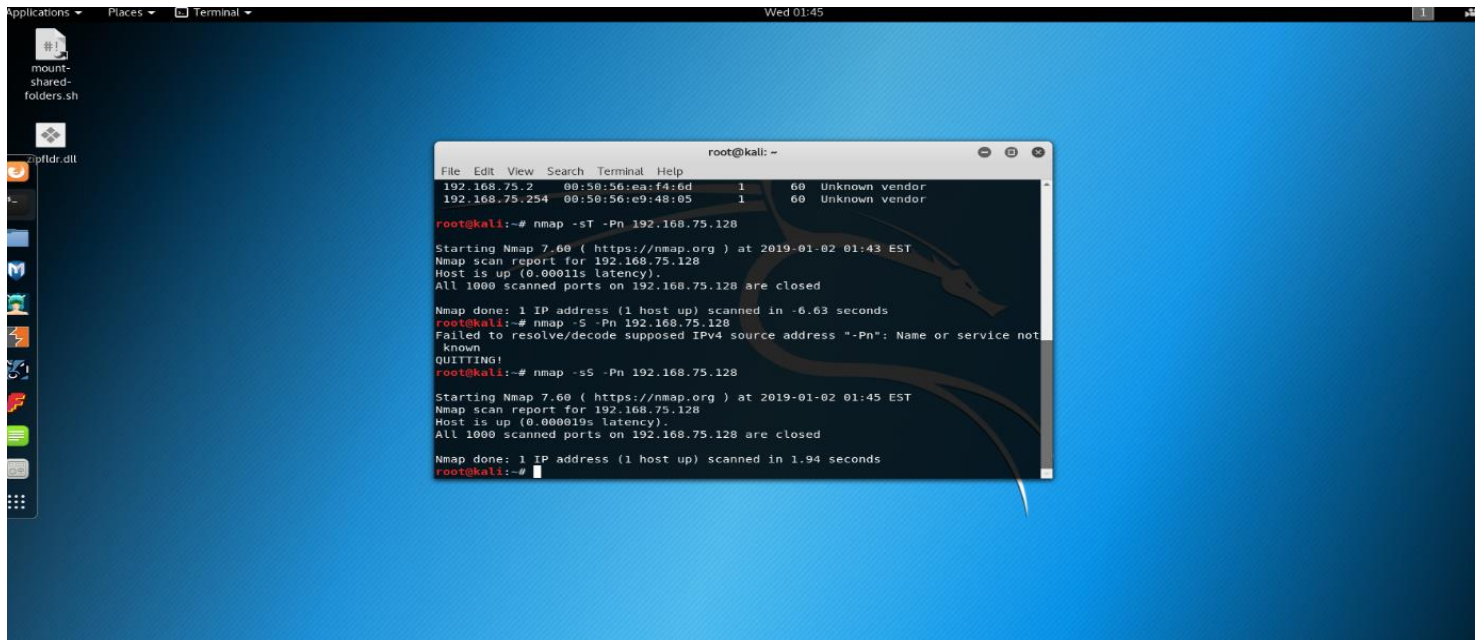 Applications Places Terminal Wed 01:45 1
mount-
shared-
folders.sh
zipfldr.dll
root@kali: ~
File Edit View Search Terminal Help
192.168.75.2 00:50:56:ea:f4:6d 1 60 Unknown vendor
192.168.75.254 00:50:56:e9:48:05 1 60 Unknown vendor
root@kali:~# nmap -sT -Pn 192.168.75.128
Starting Nmap 7.60 ( https://nmap.org ) at 2019-01-02 01:43 EST
Nmap scan report for 192.168.75.128
Host is up (0.00011s latency).
All 1000 scanned ports on 192.168.75.128 are closed
Nmap done: 1 IP address (1 host up) scanned in -6.63 seconds
root@kali:~# nmap -S -Pn 192.168.75.128
Failed to resolve/decode supposed IPv4 source address "-Pn": Name or service not
known
QUITTING!
root@kali:~# nmap -sS -Pn 192.168.75.128
Starting Nmap 7.60 ( https://nmap.org ) at 2019-01-02 01:45 EST
Nmap scan report for 192.168.75.128
Host is up (0.000019s latency).
All 1000 scanned ports on 192.168.75.128 are closed
Nmap done: 1 IP address (1 host up) scanned in 1.94 seconds
root@kali:~#